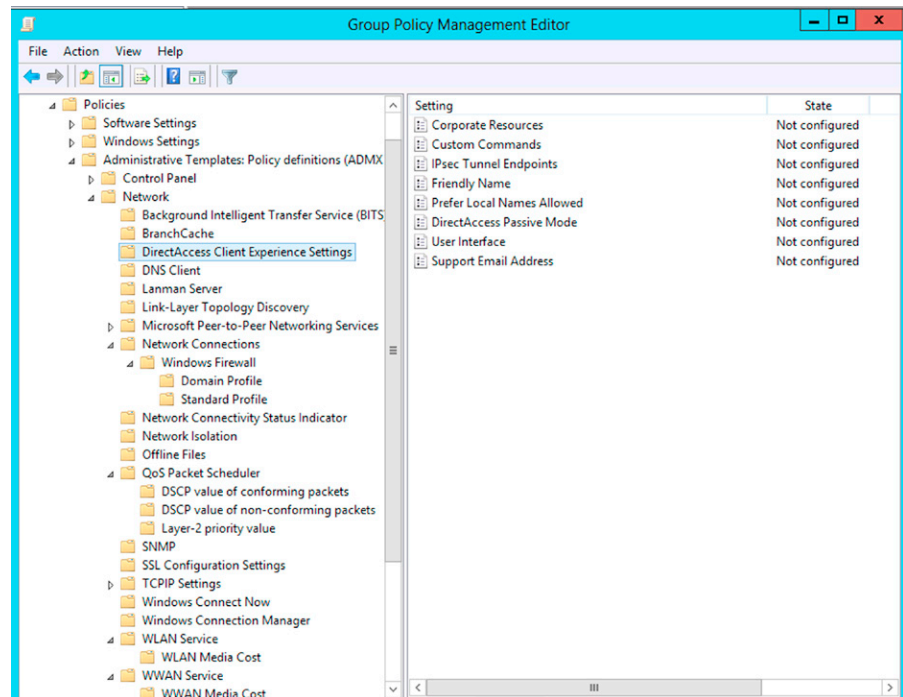 Group Policy Management Editor
File Action View Help
Policies
Software Settings
Windows Settings
Administrative Templates: Policy definitions (ADMX
Control Panel
Network
Background Intelligent Transfer Service (BITS
BranchCache
DirectAccess Client Experience Settings
DNS Client
Lanman Server
Link-Layer Topology Discovery
Microsoft Peer-to-Peer Networking Services
Network Connections
Windows Firewall
Domain Profile
Standard Profile
Network Connectivity Status Indicator
Network Isolation
Offline Files
QoS Packet Scheduler
DSCP value of conforming packets
DSCP value of non-conforming packets
Layer-2 priority value
SNMP
SSL Configuration Settings
TCPIP Settings
Windows Connect Now
Windows Connection Manager
WLAN Service
WLAN Media Cost
WWAN Service
WWAN Media Cost
Setting State
Corporate Resources Not configured
Custom Commands Not configured
IPsec Tunnel Endpoints Not configured
Friendly Name Not configured
Prefer Local Names Allowed Not configured
DirectAccess Passive Mode Not configured
User Interface Not configured
Support Email Address Not configured